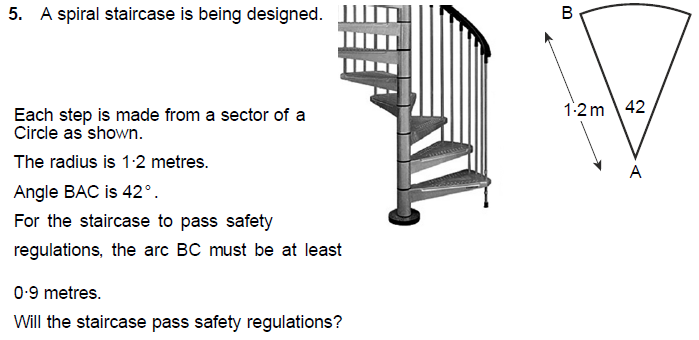 5. A spiral staircase is being designed.
Each step is made from a sector of a
Circle as shown.
The radius is 1·2 metres.
Angle BAC is 42°.
For the staircase to pass safety
regulations, the arc BC must be at least
0·9 metres.
Will the staircase pass safety regulations?
B
1·2 m
42
A